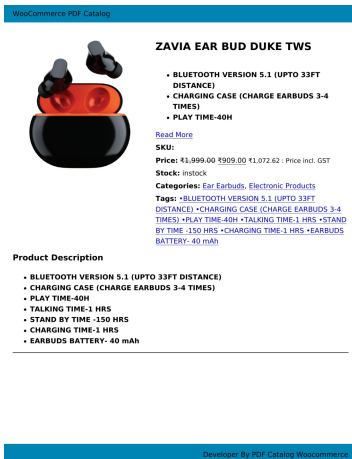 WooCommerce PDF Catalog
ZAVIA EAR BUD DUKE TWS
• BLUETOOTH VERSION 5.1 (UPTO 33FT
DISTANCE)
• CHARGING CASE (CHARGE EARBUDS 3-4
TIMES)
• PLAY TIME-40H
Read More
SKU:
Price: ₹1,999.00 ₹909.00 ₹1,072.62 : Price incl. GST
Stock: instock
Categories: Ear Earbuds, Electronic Products
Tags: •BLUETOOTH VERSION 5.1 (UPTO 33FT
DISTANCE) •CHARGING CASE (CHARGE EARBUDS 3-4
TIMES) •PLAY TIME-40H •TALKING TIME-1 HRS •STAND
BY TIME -150 HRS •CHARGING TIME-1 HRS •EARBUDS
BATTERY- 40 mAh
Product Description
• BLUETOOTH VERSION 5.1 (UPTO 33FT DISTANCE)
• CHARGING CASE (CHARGE EARBUDS 3-4 TIMES)
• PLAY TIME-40H
• TALKING TIME-1 HRS
• STAND BY TIME -150 HRS
• CHARGING TIME-1 HRS
• EARBUDS BATTERY- 40 mAh
Developer By PDF Catalog Woocommerce